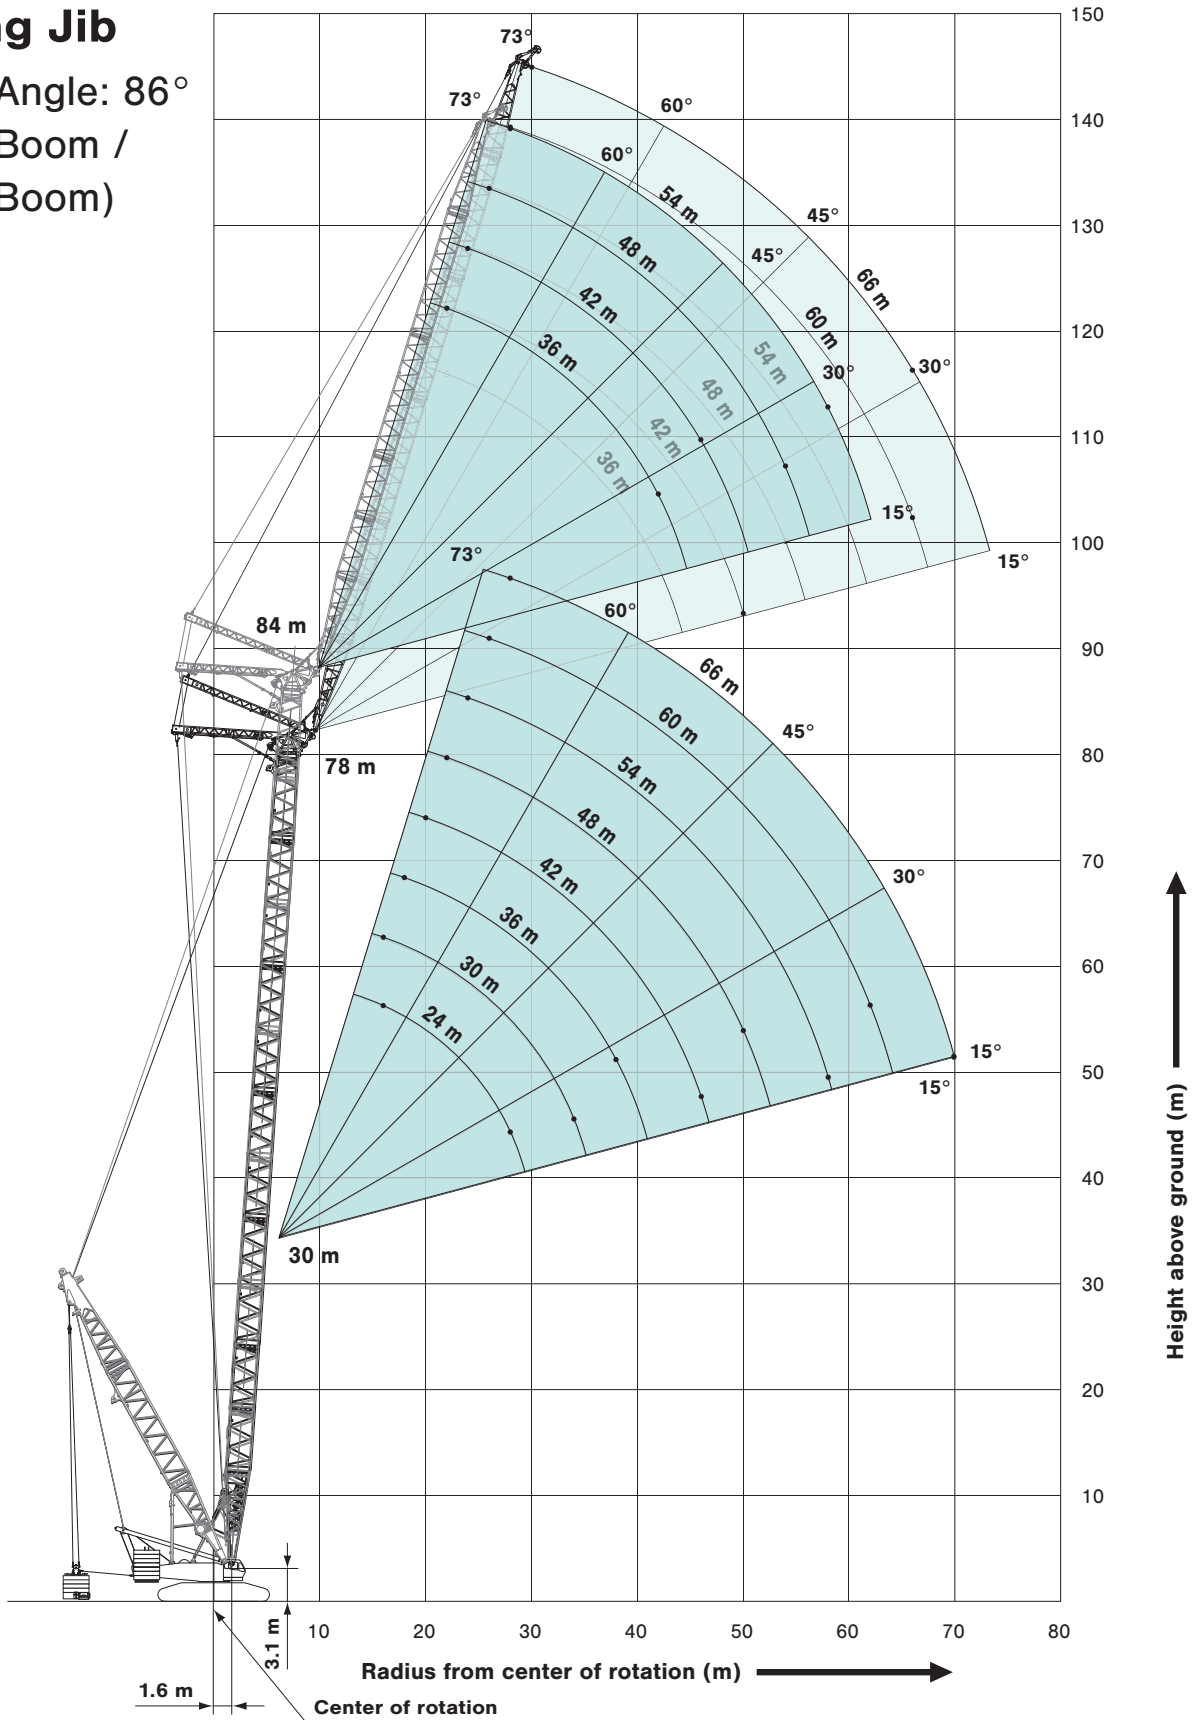 g Jib
Angle: 86°
Boom /
Boom)
150
73°
73°
60°
140
60°
54 m
45°
130
48 m
45°
66 m
42 m
60 m
120
36 m
54 m
30°
30°
48 m
42 m
110
36 m
15°
100
73°
15°
60°
84 m
90
66 m
60 m
45°
78 m
80
54 m
48 m
70
42 m
30°
36 m
60
30 m
24 m
15°
50
15°
40
30 m
30
20
10
Height above ground (m)
10 20 30 40 50 60 70 80
3.1 m
Radius from center of rotation (m)
1.6 m
Center of rotation